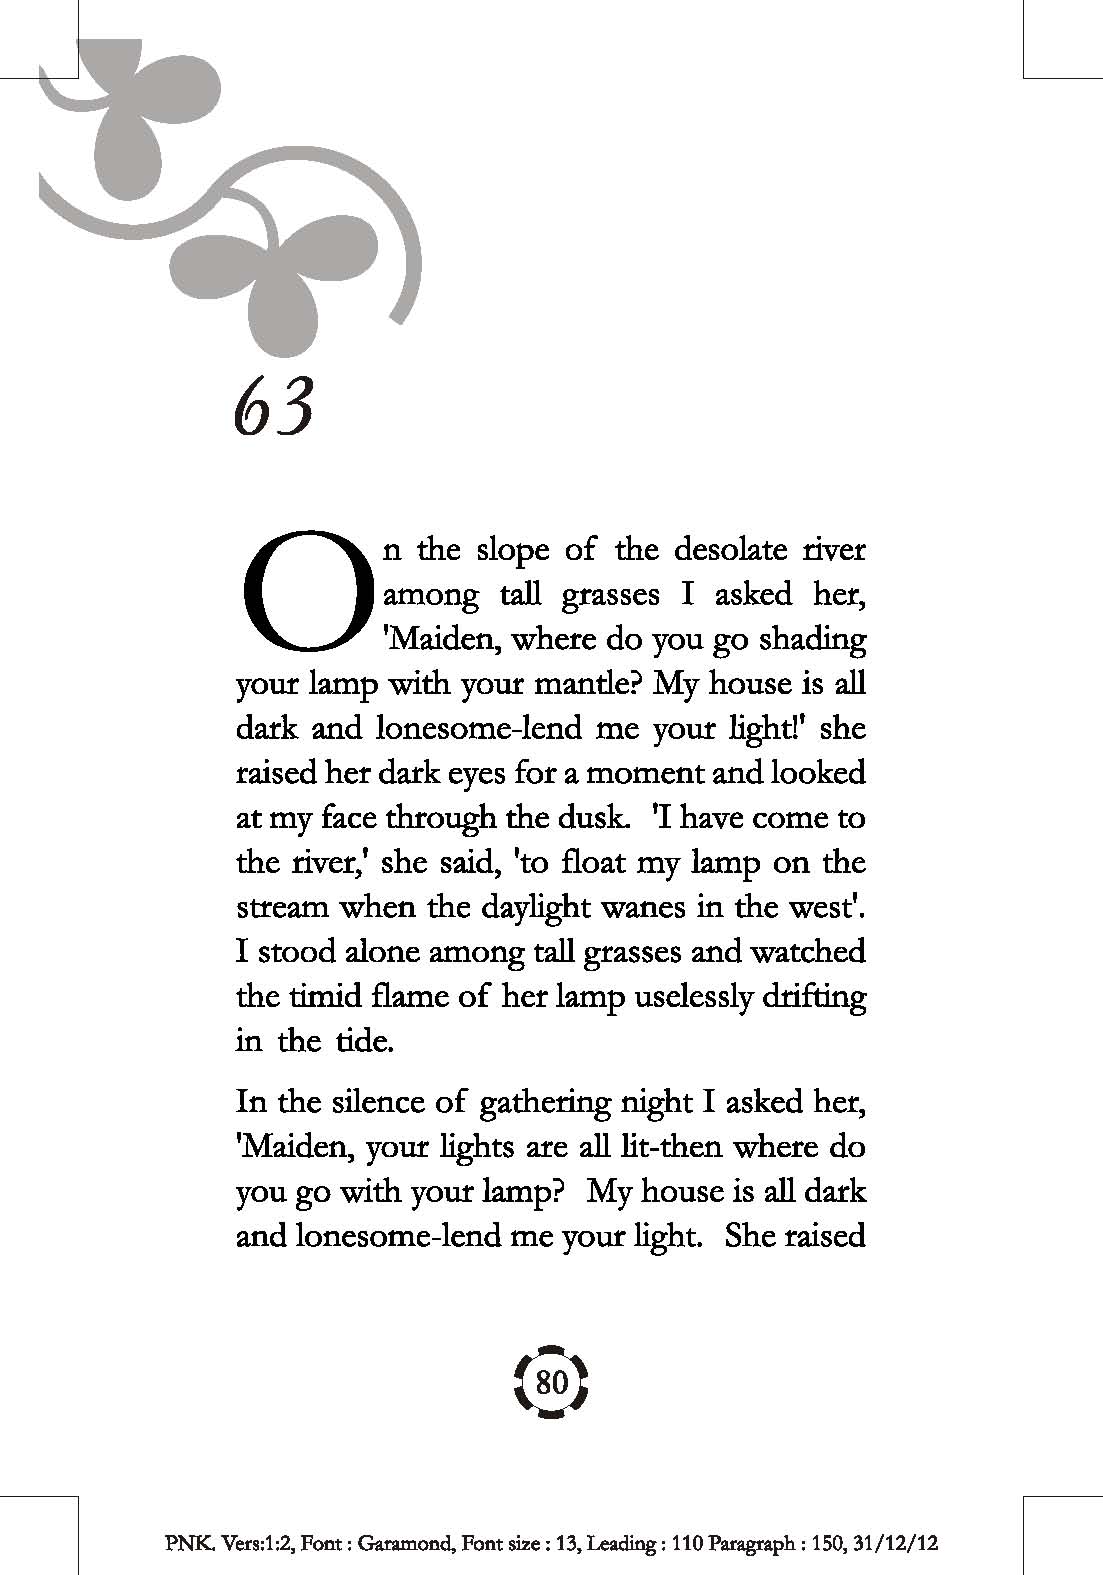 63
On the slope of the desolate river
among tall grasses I asked her,
'Maiden, where do you go shading
your lamp with your mantle? My house is all
dark and lonesome-lend me your light!' she
raised her dark eyes for a moment and looked
at my face through the dusk. 'I have come to
the river,' she said, 'to float my lamp on the
stream when the daylight wanes in the west'.
I stood alone among tall grasses and watched
the timid flame of her lamp uselessly drifting
in the tide.
In the silence of gathering night I asked her,
'Maiden, your lights are all lit-then where do
you go with your lamp? My house is all dark
and lonesome-lend me your light. She raised
80
PNK. Vers:1:2, Font : Garamond, Font size : 13, Leading : 110 Paragraph : 150, 31/12/12